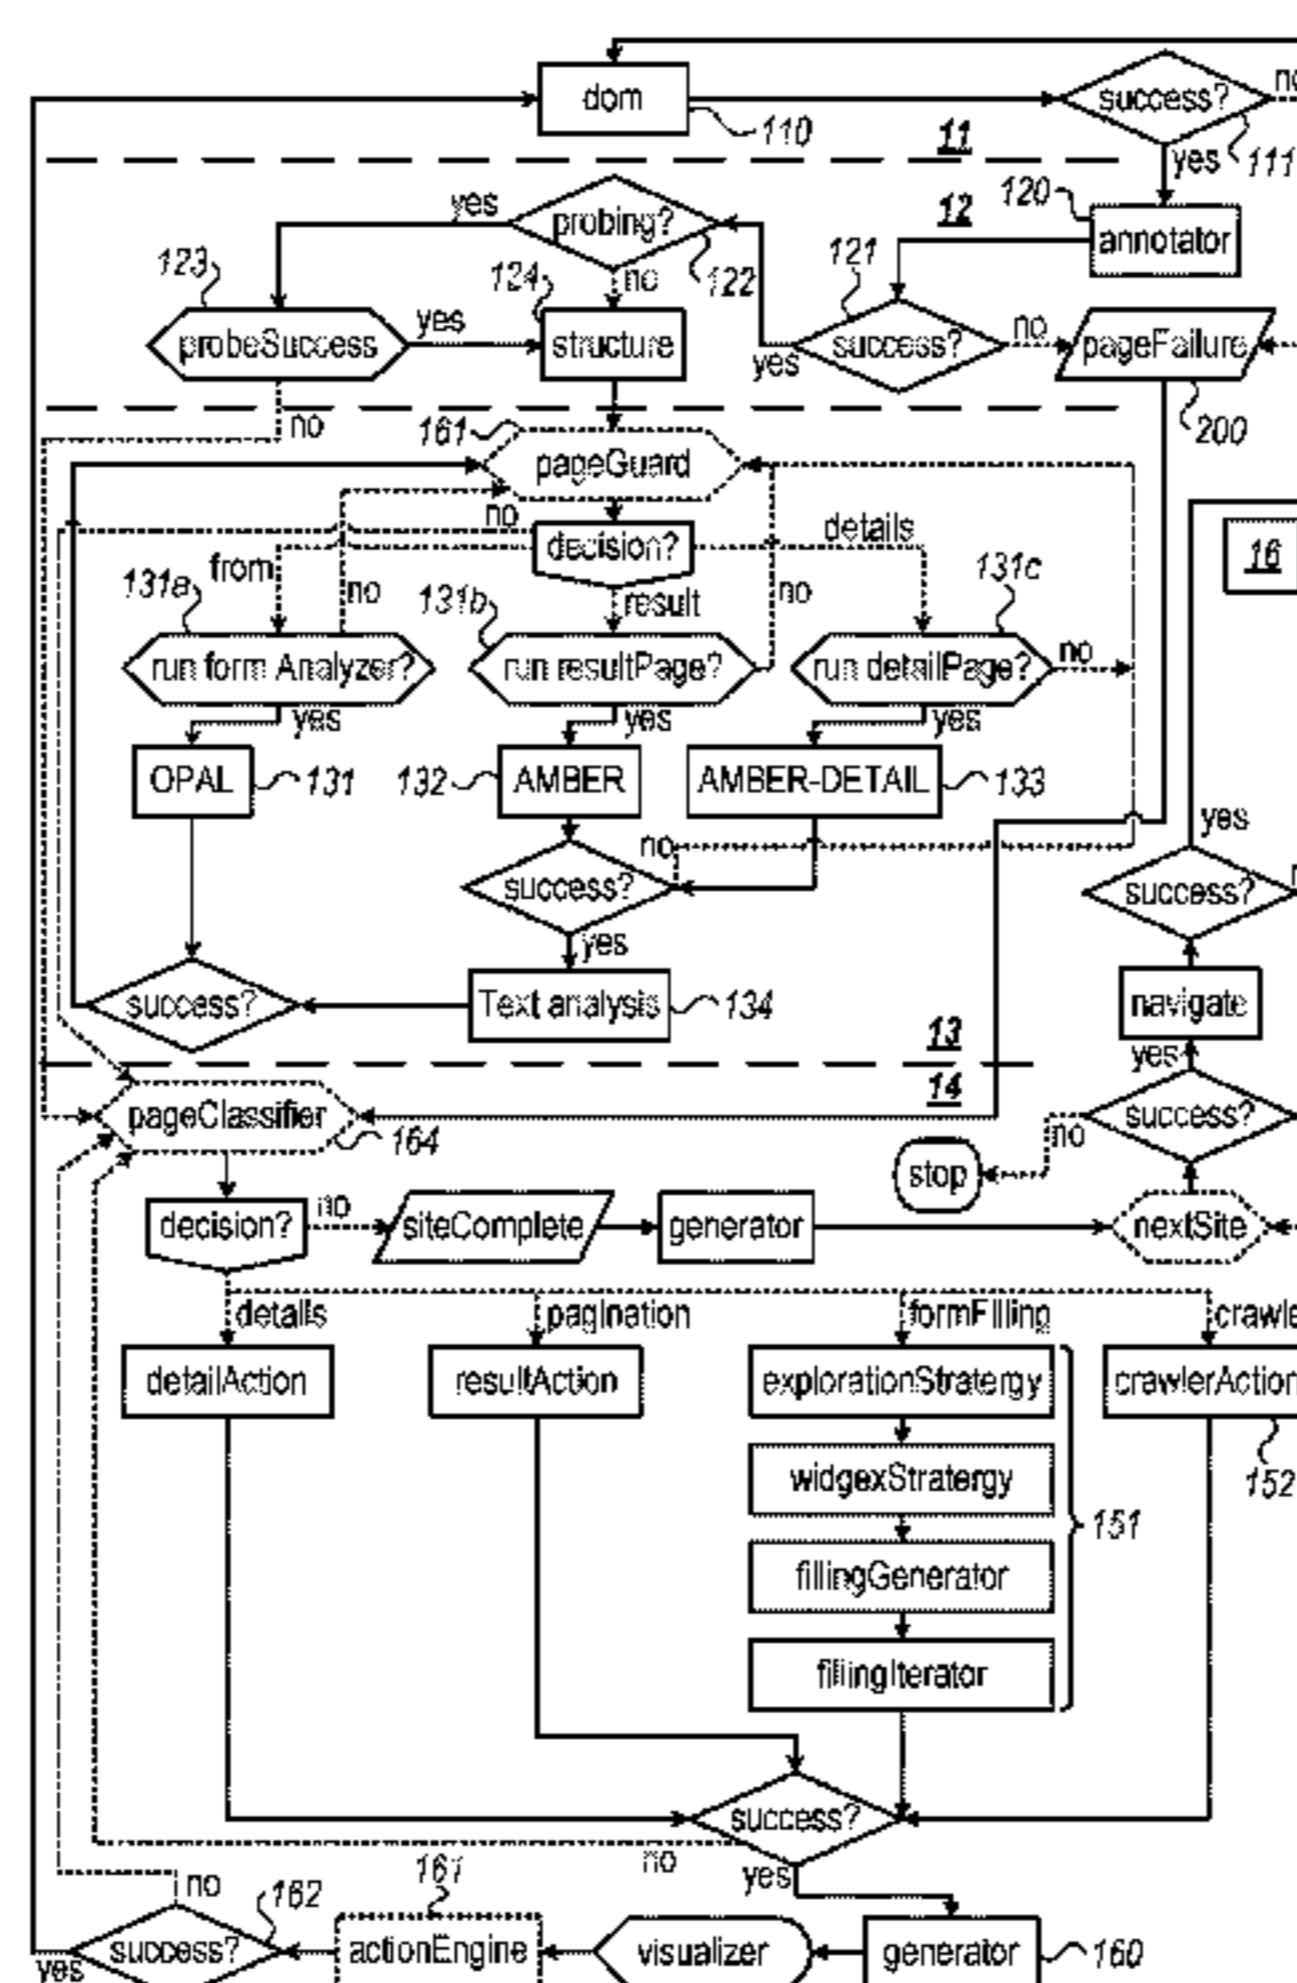 dom
110
success?
no
111
11
yes
120
12
annotator
yes
probing?
122
no
123
124
121
probeSuccess
yes
structure
yes
success?
no
pageFailure
200
no
161
pageGuard
no
decision?
details
16
from
131a
no
131b
result
no
131c
run form Analyzer?
run resultPage?
run detailPage?
no
yes
yes
yes
OPAL
131
132
AMBER
AMBER-DETAIL
133
yes
no
success?
success?
yes
navigate
success?
Text analysis
134
13
yes
14
pageClassifier
164
success?
no
stop
decision?
no
siteComplete
generator
nextSite
details
pagination
formFIlling
crawle
detailAction
resultAction
explorationStratergy
crawlerAction
152
widgexStratergy
151
fillingGenerator
fillingIterator
success?
no
yes
no
162
161
success?
yes
actionEngine
visualizer
generator
160